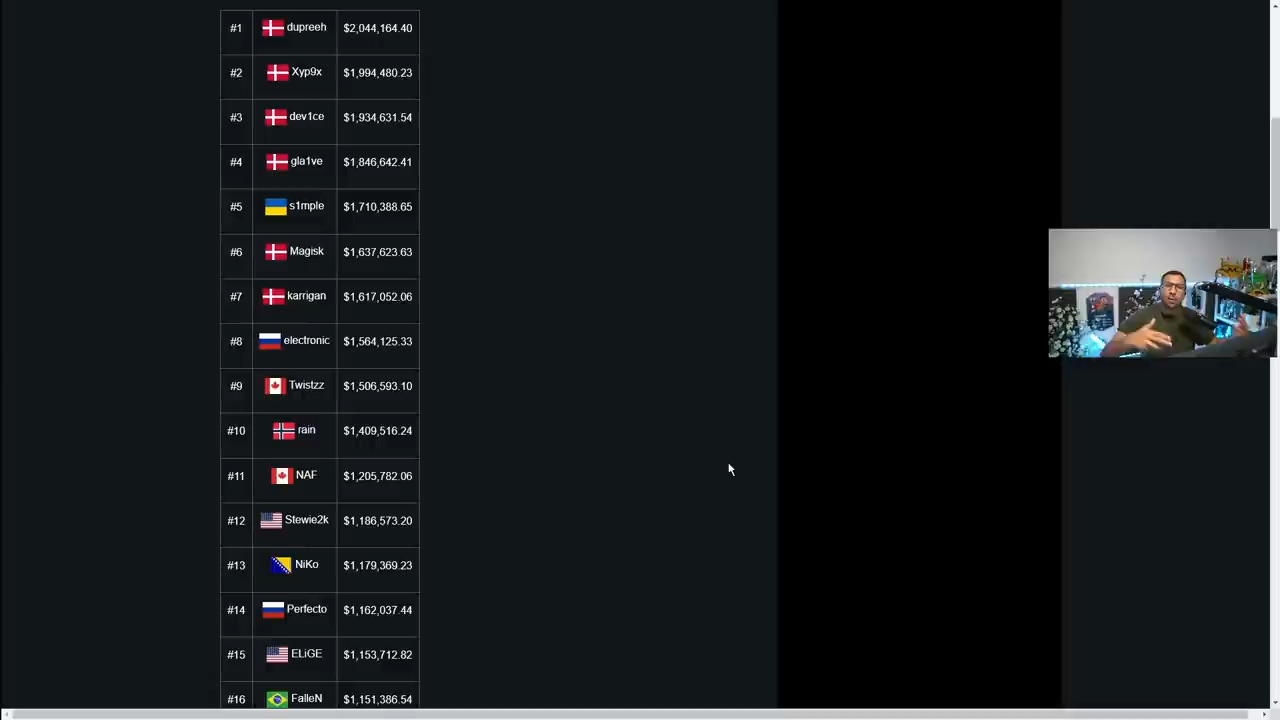 #1 dupreeh $2,044,164.40
#2 Xyp9x $1,994,480.23
#3 dev1ce $1,934,631.54
#4 gla1ve $1,846,642.41
#5 s1mple $1,710,388.65
#6 Magisk $1,637,623.63
#7 karrigan $1,617,052.06
#8 electronic $1,564,125.33
#9 Twistzz $1,506,593.10
#10 rain $1,409,516.24
#11 NAF $1,205,782.06
#12 Stewie2k $1,186,573.20
#13 NiKo $1,179,369.23
#14 Perfecto $1,162,037.44
#15 ELiGE $1,153,712.82
#16 FalleN $1,151,386.54